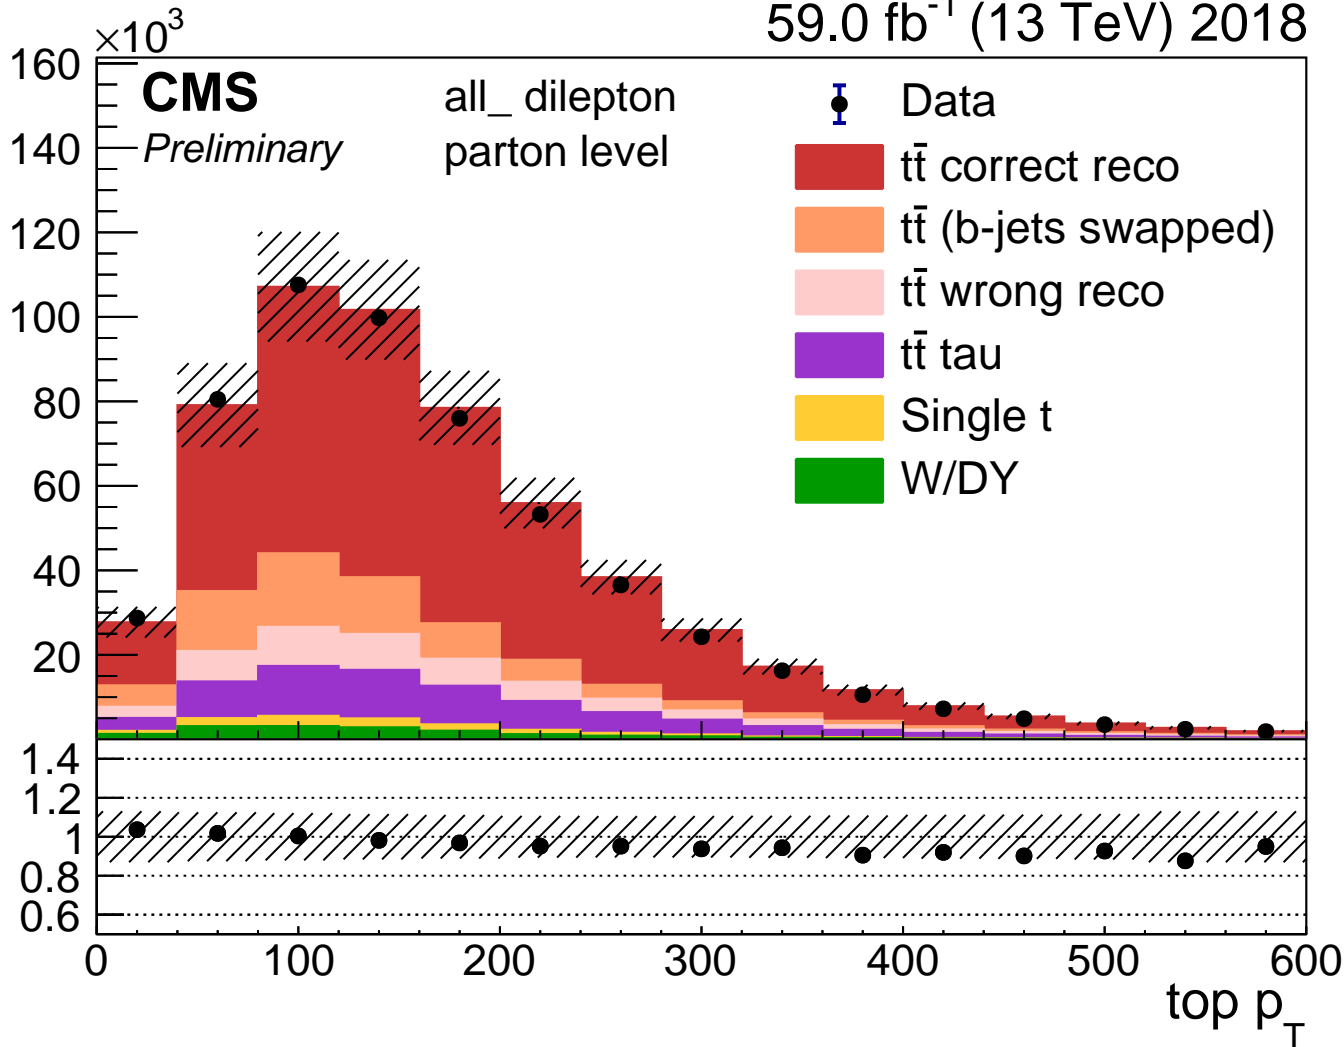 59.0 fb⁻¹ (13 TeV) 2018
×10³
160
140
120
100
80
60
40
20
CMS
Preliminary
all_ dilepton
parton level
Data
tt̄ correct reco
tt̄ (b-jets swapped)
tt̄ wrong reco
tt̄ tau
Single t
W/DY
1.4
1.2
1
0.8
0.6
0 100 200 300 400 500 600
top p_T